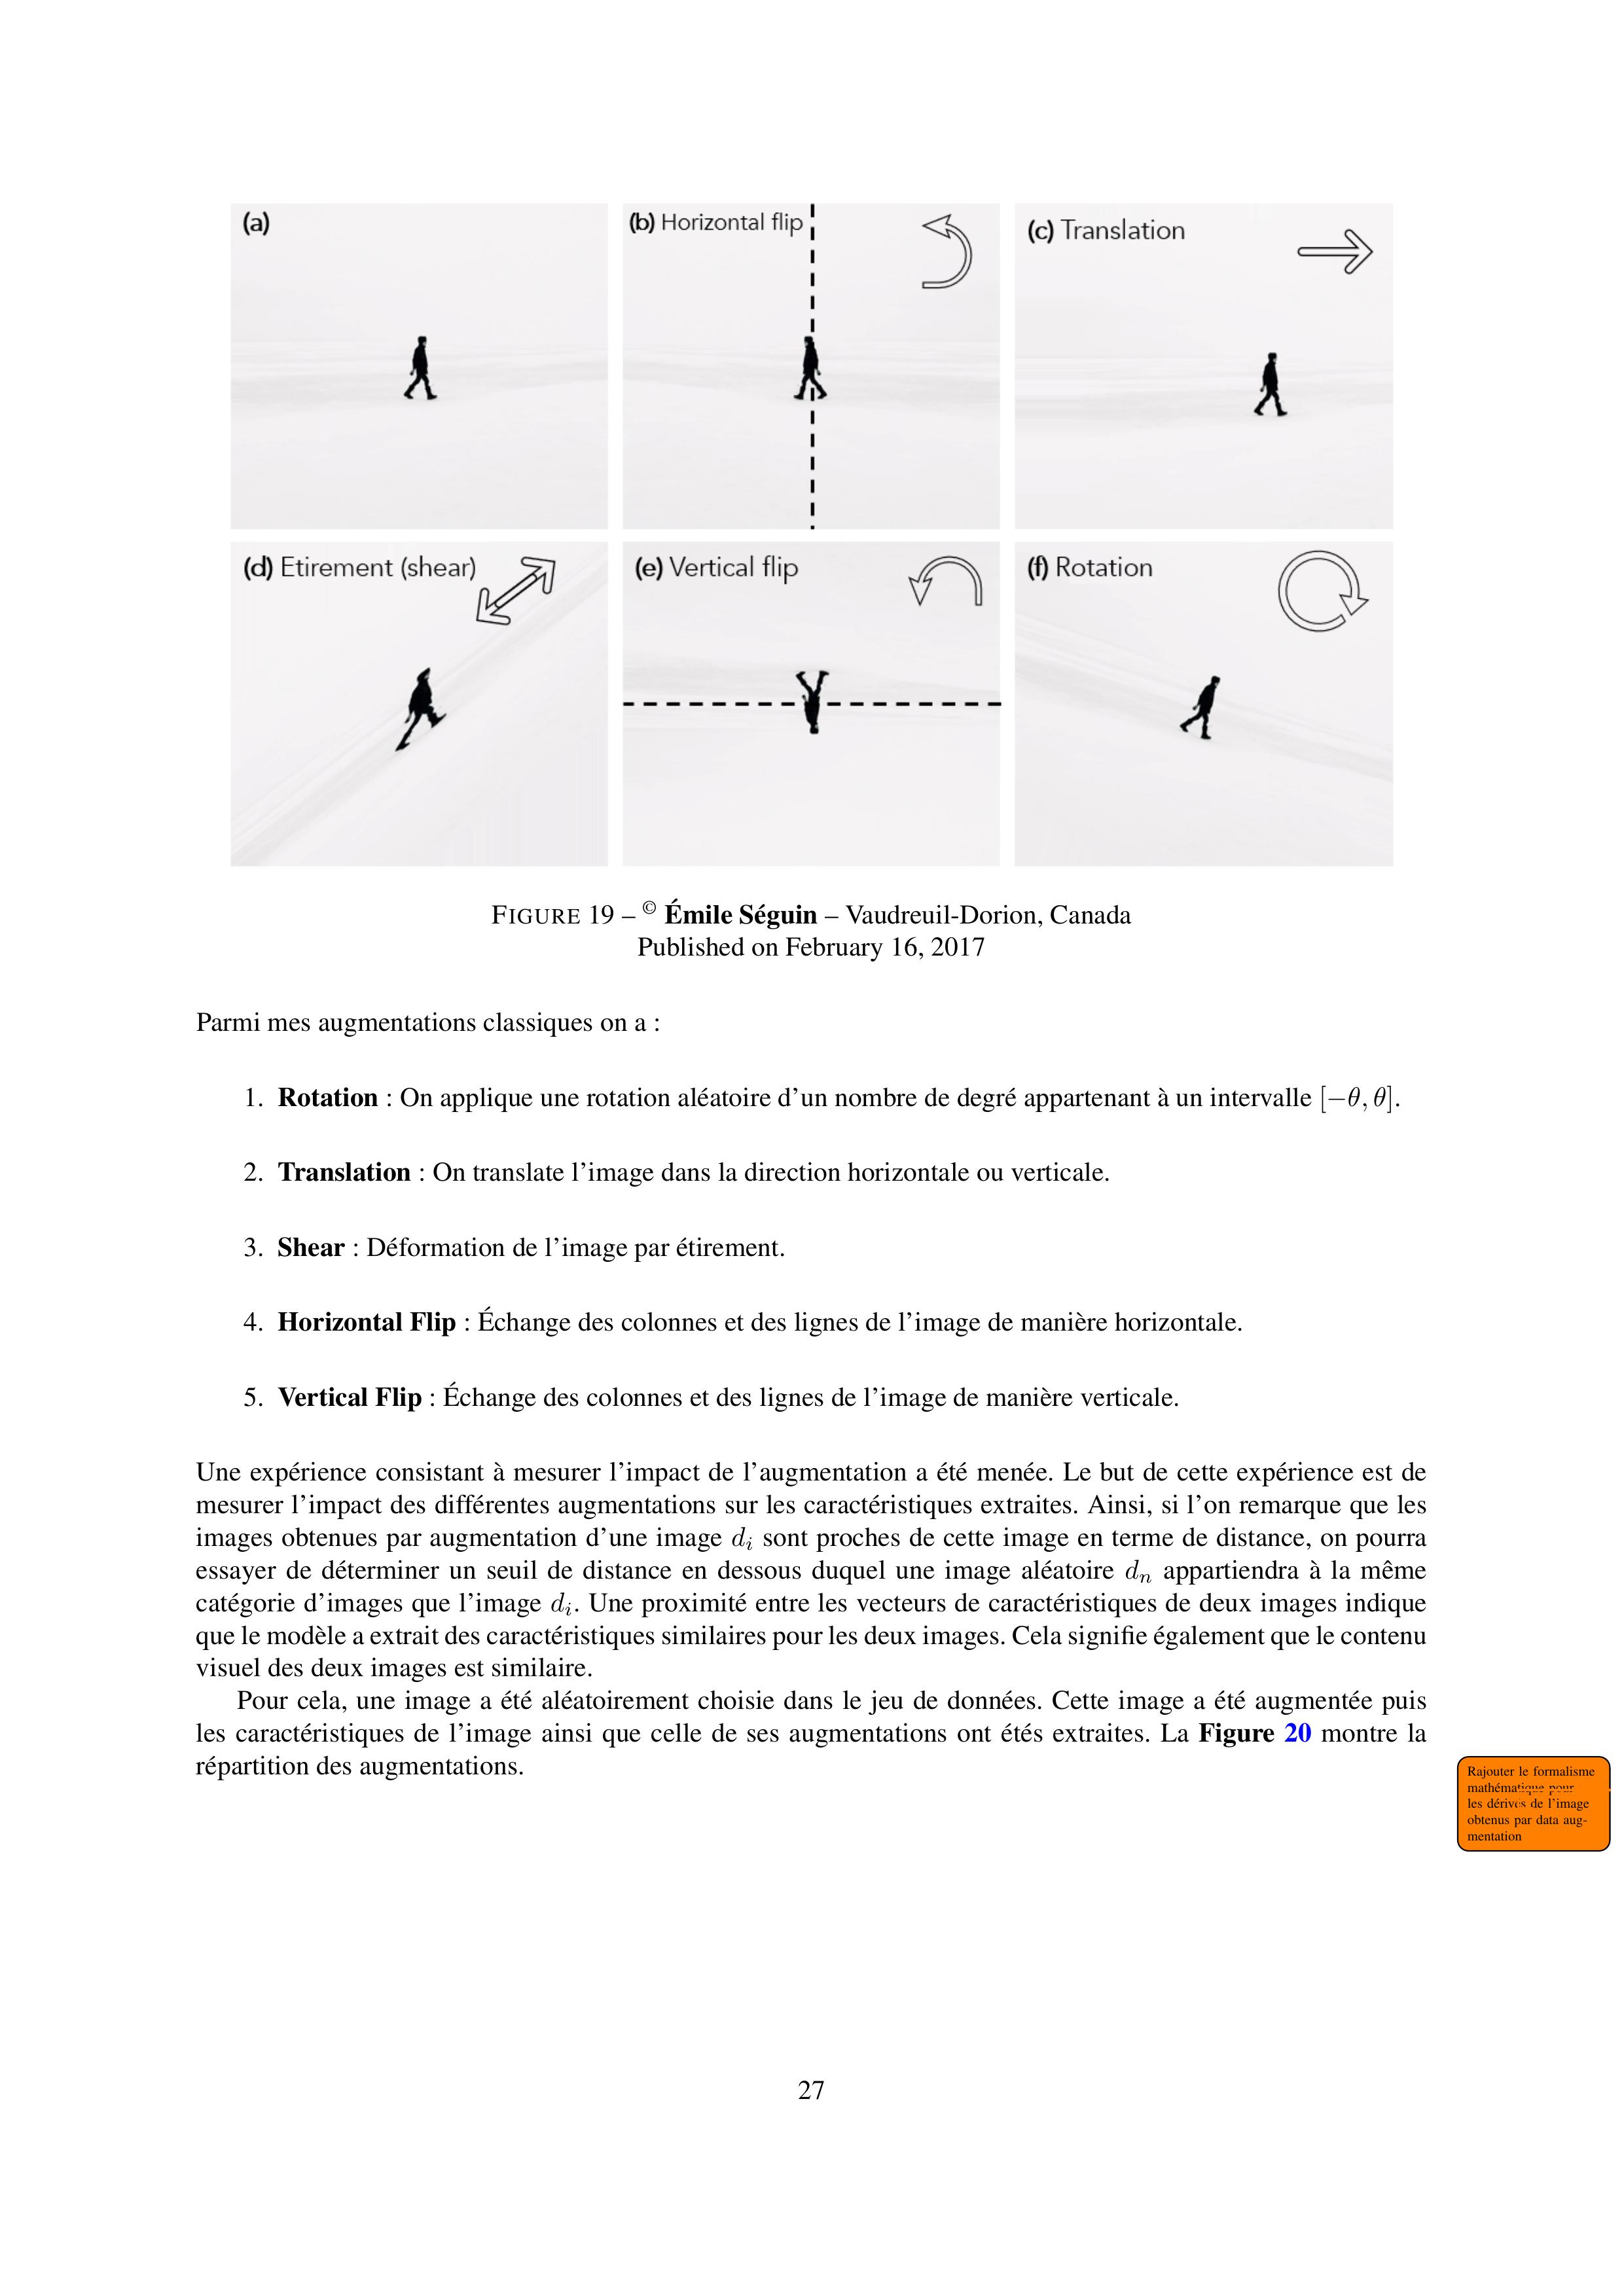 (a)
(b) Horizontal flip
(c) Translation
(d) Etirement (shear)
(e) Vertical flip
(f) Rotation
FIGURE 19 – © Émile Séguin – Vaudreuil-Dorion, Canada
Published on February 16, 2017
Parmi mes augmentations classiques on a :
1. Rotation : On applique une rotation aléatoire d'un nombre de degré appartenant à un intervalle [−θ, θ].
2. Translation : On translate l'image dans la direction horizontale ou verticale.
3. Shear : Déformation de l'image par étirement.
4. Horizontal Flip : Échange des colonnes et des lignes de l'image de manière horizontale.
5. Vertical Flip : Échange des colonnes et des lignes de l'image de manière verticale.
Une expérience consistant à mesurer l'impact de l'augmentation a été menée. Le but de cette expérience est de
mesurer l'impact des différentes augmentations sur les caractéristiques extraites. Ainsi, si l'on remarque que les
images obtenues par augmentation d'une image dᵢ sont proches de cette image en terme de distance, on pourra
essayer de déterminer un seuil de distance en dessous duquel une image aléatoire dₙ appartiendra à la même
catégorie d'images que l'image dᵢ. Une proximité entre les vecteurs de caractéristiques de deux images indique
que le modèle a extrait des caractéristiques similaires pour les deux images. Cela signifie également que le contenu
visuel des deux images est similaire.
Pour cela, une image a été aléatoirement choisie dans le jeu de données. Cette image a été augmentée puis
les caractéristiques de l'image ainsi que celle de ses augmentations ont étés extraites. La Figure 20 montre la
répartition des augmentations.
Rajouter le formalisme
mathématique pour
les dérivés de l'image
obtenus par data aug-
mentation
27